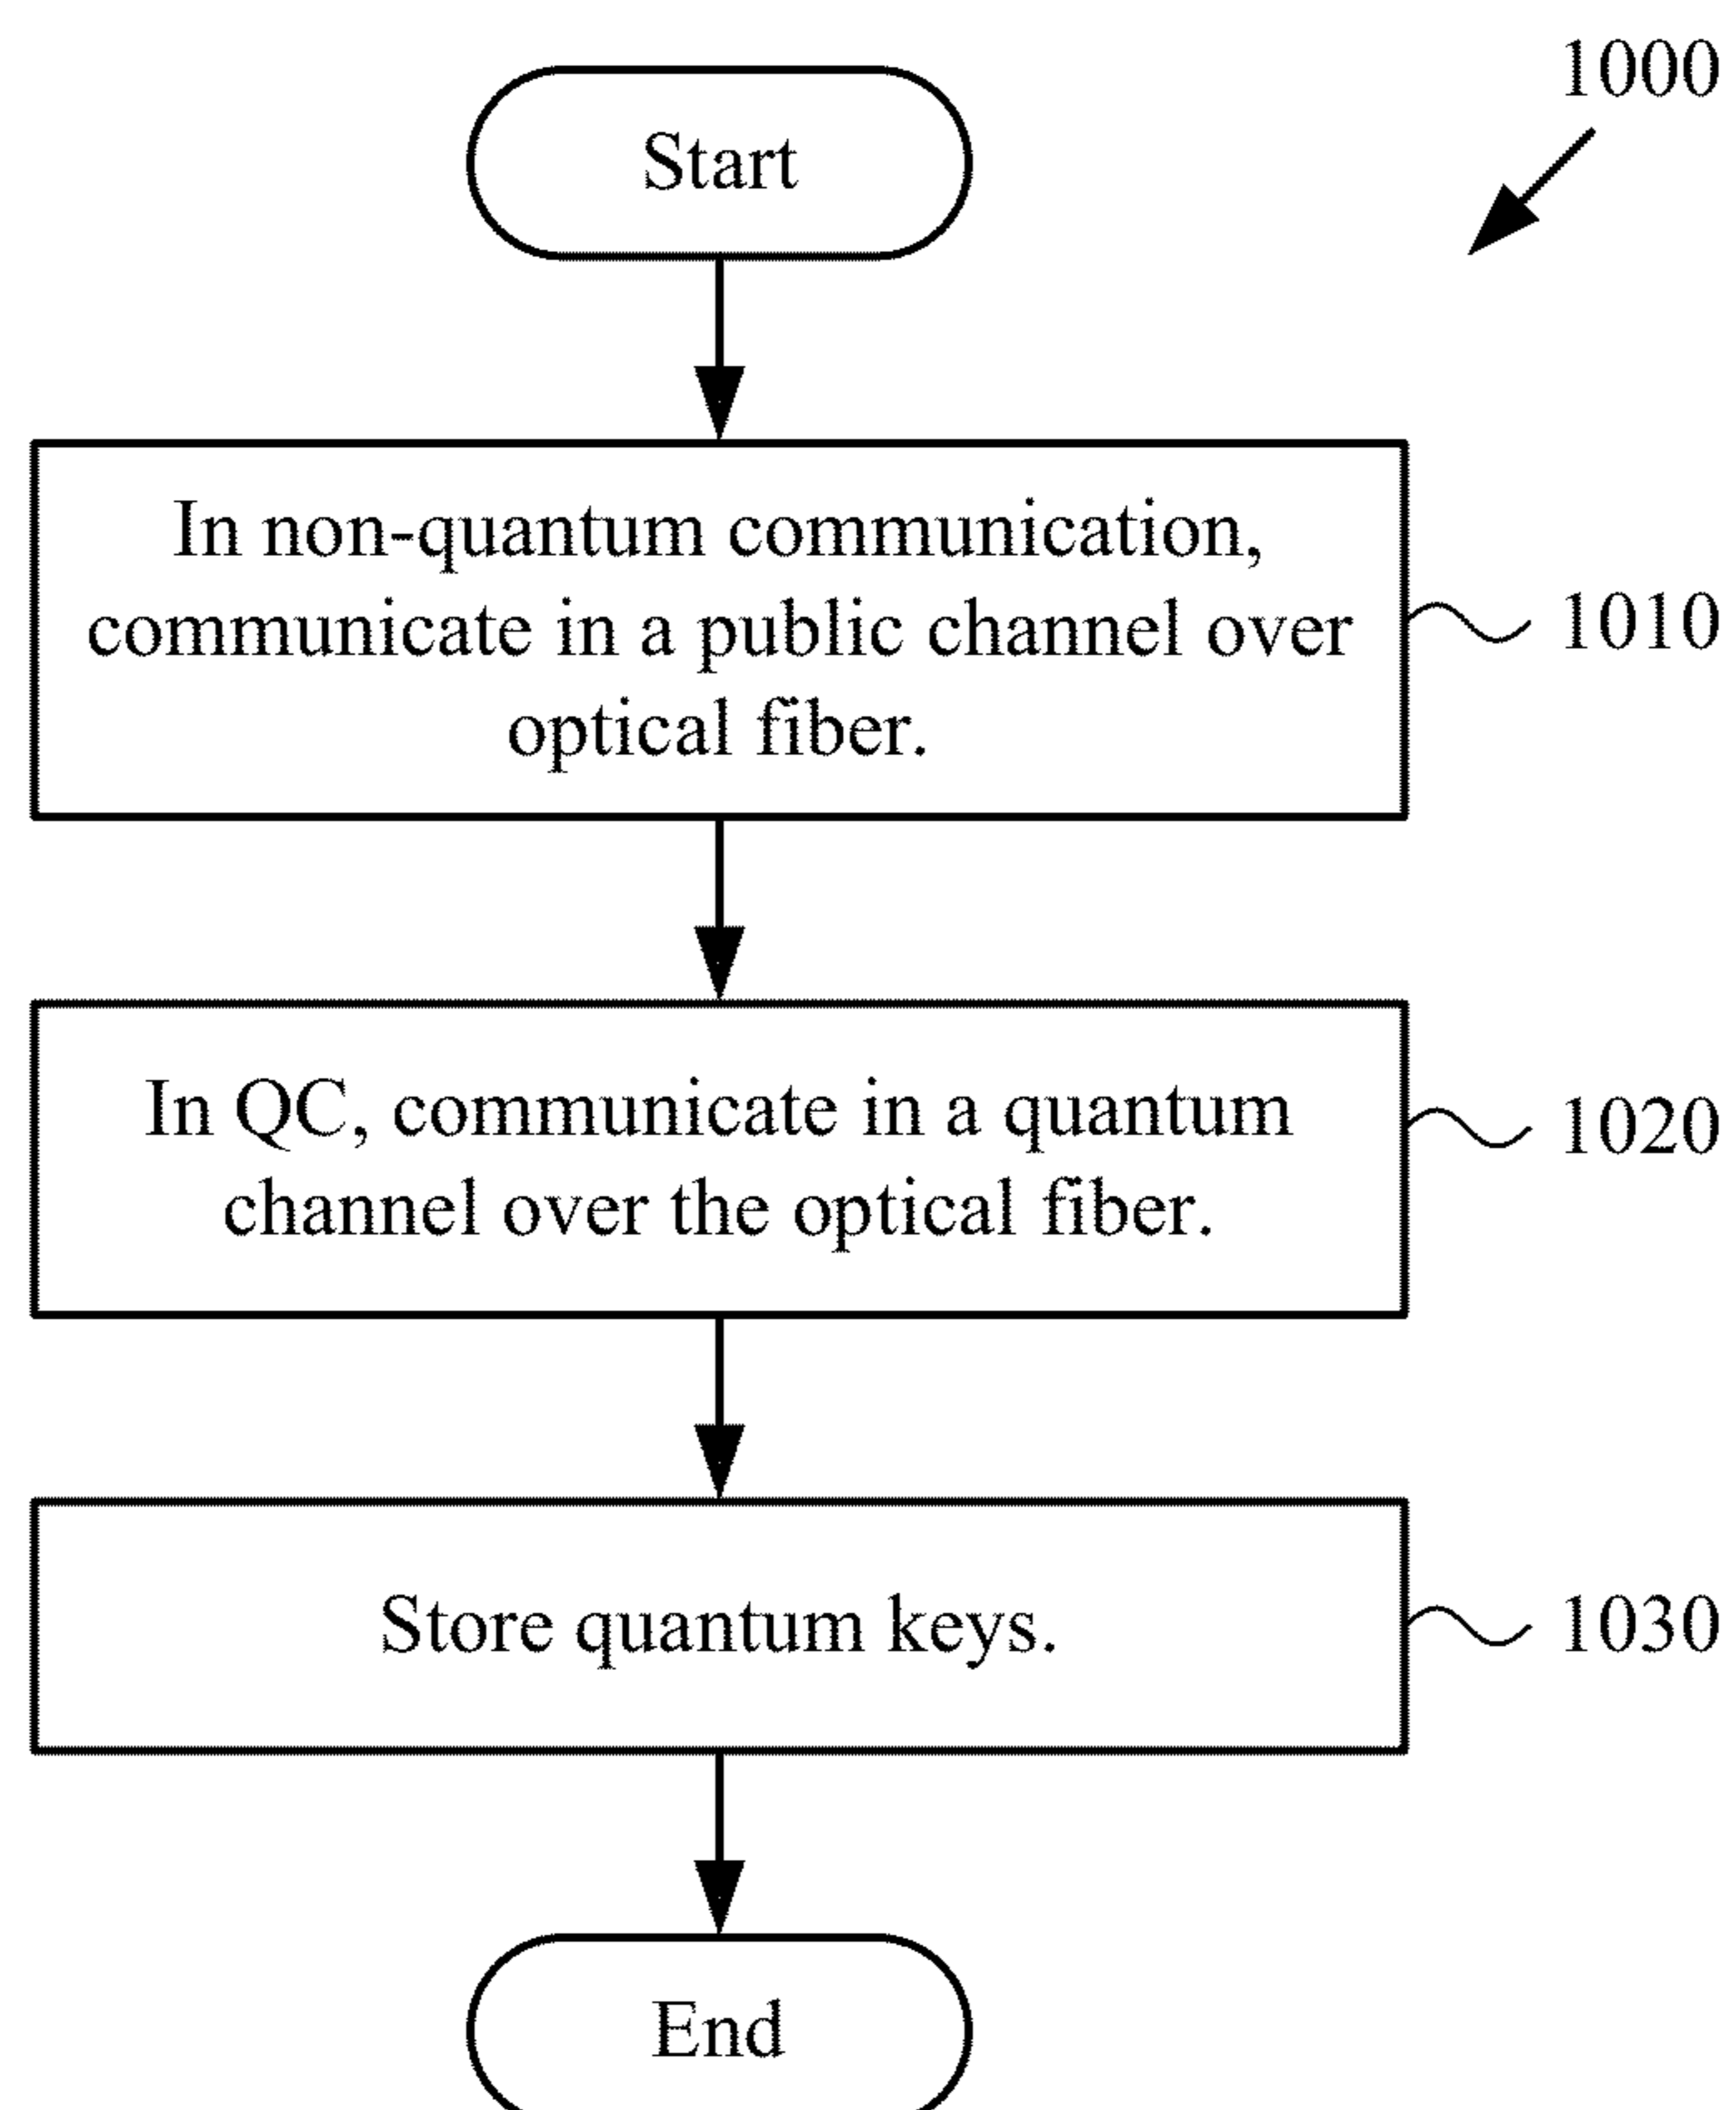 1000
Start
In non-quantum communication,
communicate in a public channel over
optical fiber.
1010
In QC, communicate in a quantum
channel over the optical fiber.
1020
Store quantum keys.
1030
End